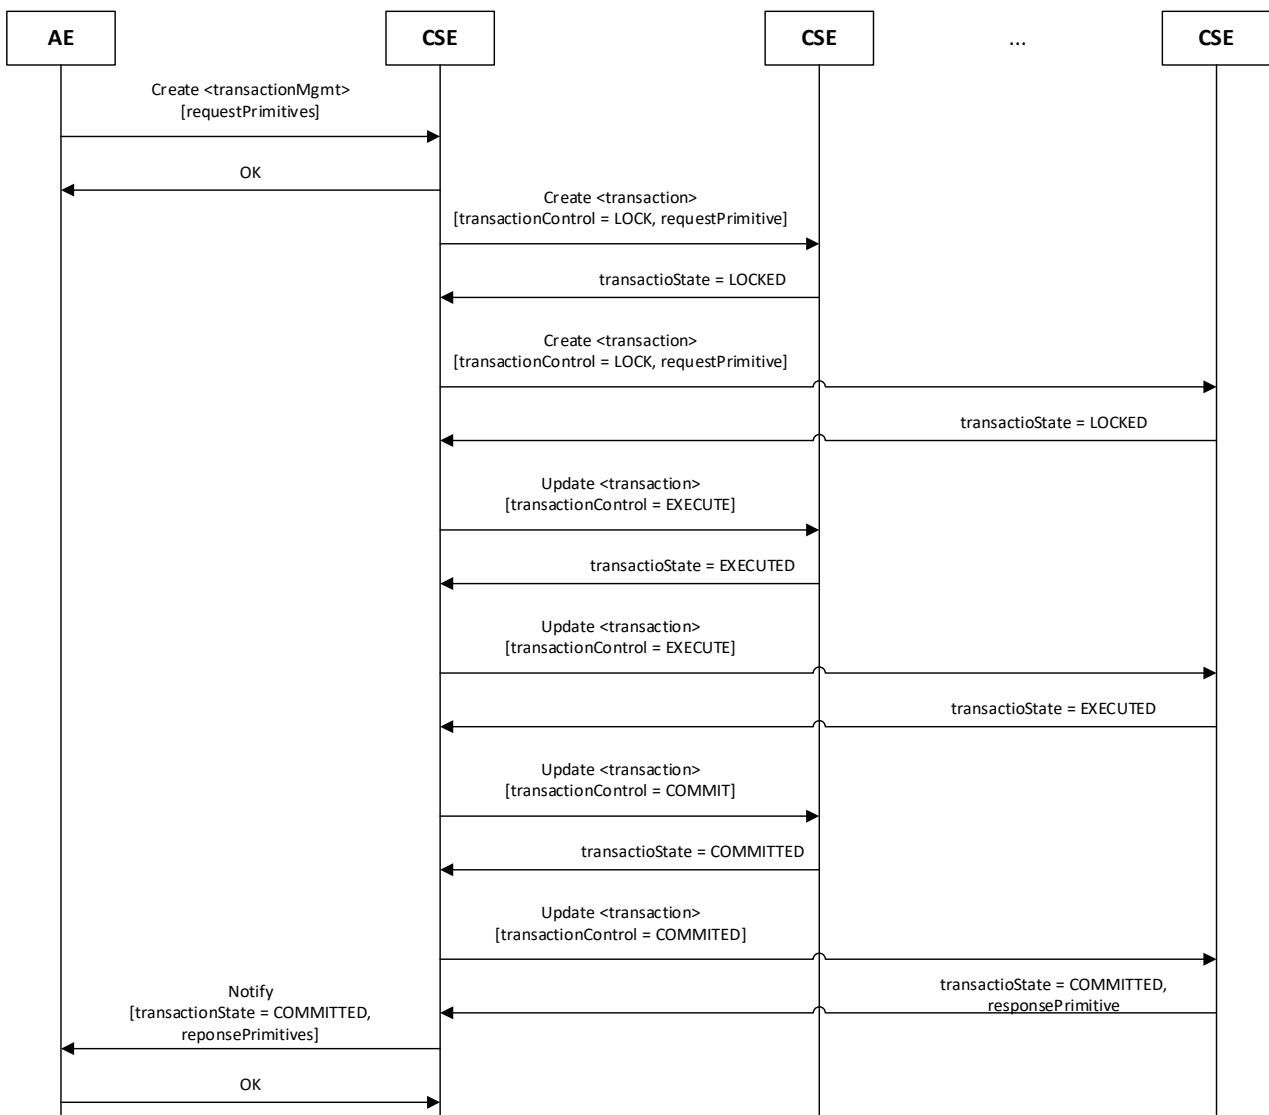 AE
CSE
CSE
...
CSE
Create <transactionMgmt>
[requestPrimitives]
OK
Create <transaction>
[transactionControl = LOCK, requestPrimitive]
transactioState = LOCKED
Create <transaction>
[transactionControl = LOCK, requestPrimitive]
transactioState = LOCKED
Update <transaction>
[transactionControl = EXECUTE]
transactioState = EXECUTED
Update <transaction>
[transactionControl = EXECUTE]
transactioState = EXECUTED
Update <transaction>
[transactionControl = COMMIT]
transactioState = COMMITTED
Update <transaction>
[transactionControl = COMMITED]
transactioState = COMMITTED,
responsePrimitive
Notify
[transactionState = COMMITTED,
reponsePrimitives]
OK